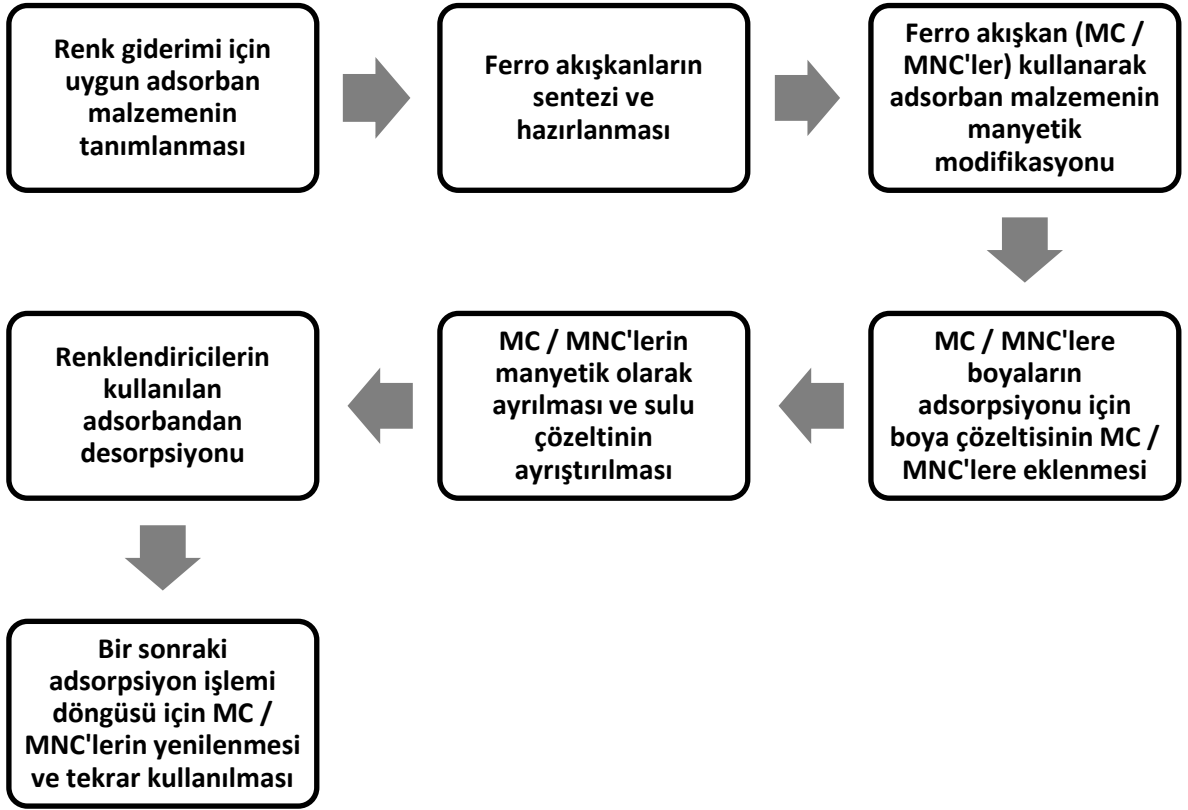 Renk giderimi için
uygun adsorban
malzemenin
tanımlanması
Ferro akışkanların
sentezi ve
hazırlanması
Ferro akışkan (MC /
MNC'ler) kullanarak
adsorban malzemenin
manyetik
modifikasyonu
MC / MNC'lere
boyaların
adsorpsiyonu için
boya çözeltisinin MC /
MNC'lere eklenmesi
MC / MNC'lerin
manyetik olarak
ayrılması ve sulu
çözeltinin
ayrıştırılması
Renklendiricilerin
kullanılan
adsorbandan
desorpsiyonu
Bir sonraki
adsorpsiyon işlemi
döngüsü için MC /
MNC'lerin yenilenmesi
ve tekrar kullanılması